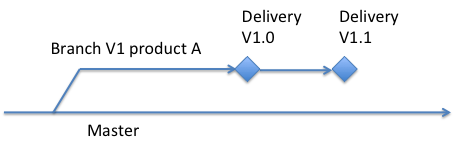 Delivery
V1.0
Delivery
V1.1
Branch V1 product A
Master